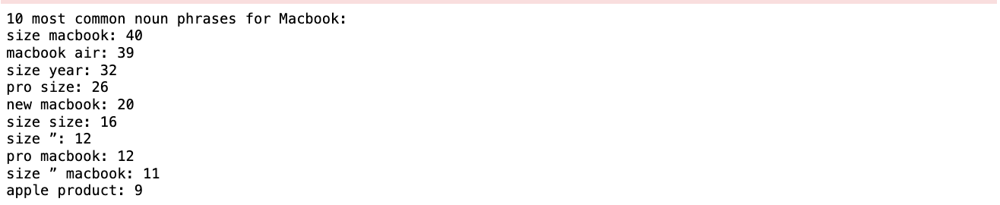 10 most common noun phrases for Macbook:
size macbook: 40
macbook air: 39
size year: 32
pro size: 26
new macbook: 20
size size: 16
size ”: 12
pro macbook: 12
size ” macbook: 11
apple product: 9